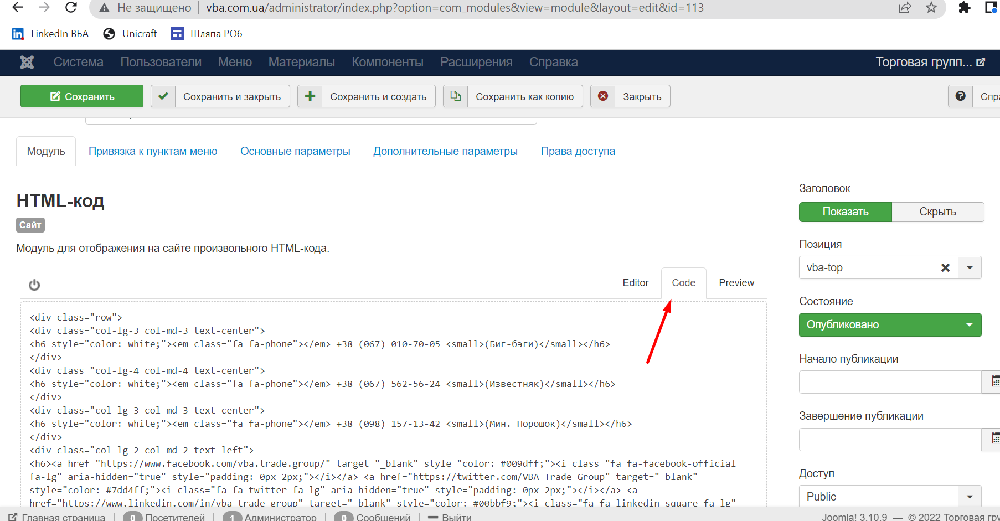 Не защищено | vba.com.ua/administrator/index.php?option=com_modules&view=module&layout=edit&id=113
LinkedIn ВБА Unicraft Шляпа РОб
Система Пользователи Меню Материалы Компоненты Расширения Справка Торговая групп...
Сохранить Сохранить и закрыть Сохранить и создать Сохранить как копию Закрыть Спра
Модуль Привязка к пунктам меню Основные параметры Дополнительные параметры Права доступа
HTML-код
Сайт
Модуль для отображения на сайте произвольного HTML-кода.
Editor Code Preview
<div class="row">
<div class="col-lg-3 col-md-3 text-center">
<h6 style="color: white;"><em class="fa fa-phone"></em> +38 (067) 010-70-05 <small>(Биг-бэги)</small></h6>
</div>
<div class="col-lg-4 col-md-4 text-center">
<h6 style="color: white;"><em class="fa fa-phone"></em> +38 (067) 562-56-24 <small>(Известняк)</small></h6>
</div>
<div class="col-lg-3 col-md-3 text-center">
<h6 style="color: white;"><em class="fa fa-phone"></em> +38 (098) 157-13-42 <small>(Мин. Порошок)</small></h6>
</div>
<div class="col-lg-2 col-md-2 text-left">
<h6><a href="https://www.facebook.com/vba.trade.group/" target="_blank" style="color: #009dff;"><i class="fa fa-facebook-official
fa-lg" aria-hidden="true" style="padding: 0px 2px;"></i></a> <a href="https://twitter.com/VBA_Trade_Group" target="_blank"
style="color: #7dd4ff;"><i class="fa fa-twitter fa-lg" aria-hidden="true" style="padding: 0px 2px;"></i></a> <a
href="https://www.linkedin.com/in/vba-trade-group" target="_blank" style="color: #00bbf9;"><i class="fa fa-linkedin-square fa-lg"
Заголовок
Показать Скрыть
Позиция
vba-top
Состояние
Опубликовано
Начало публикации
Завершение публикации
Доступ
Public
Главная страница | 0 Посетителей | 1 Администратор | 0 Сообщений | Выйти Joomla! 3.10.9 — © 2022 Торговая гру